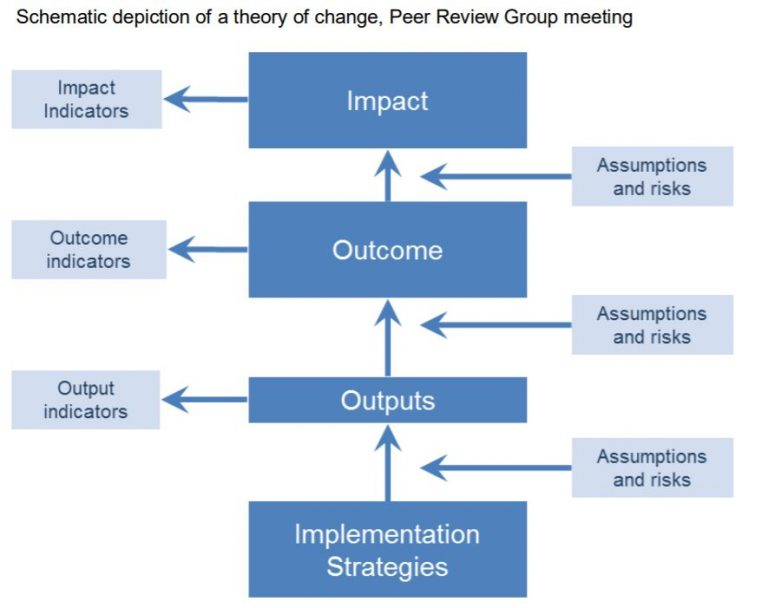 Schematic depiction of a theory of change, Peer Review Group meeting
Impact
Indicators
Impact
Assumptions
and risks
Outcome
indicators
Outcome
Assumptions
and risks
Output
indicators
Outputs
Assumptions
and risks
Implementation
Strategies